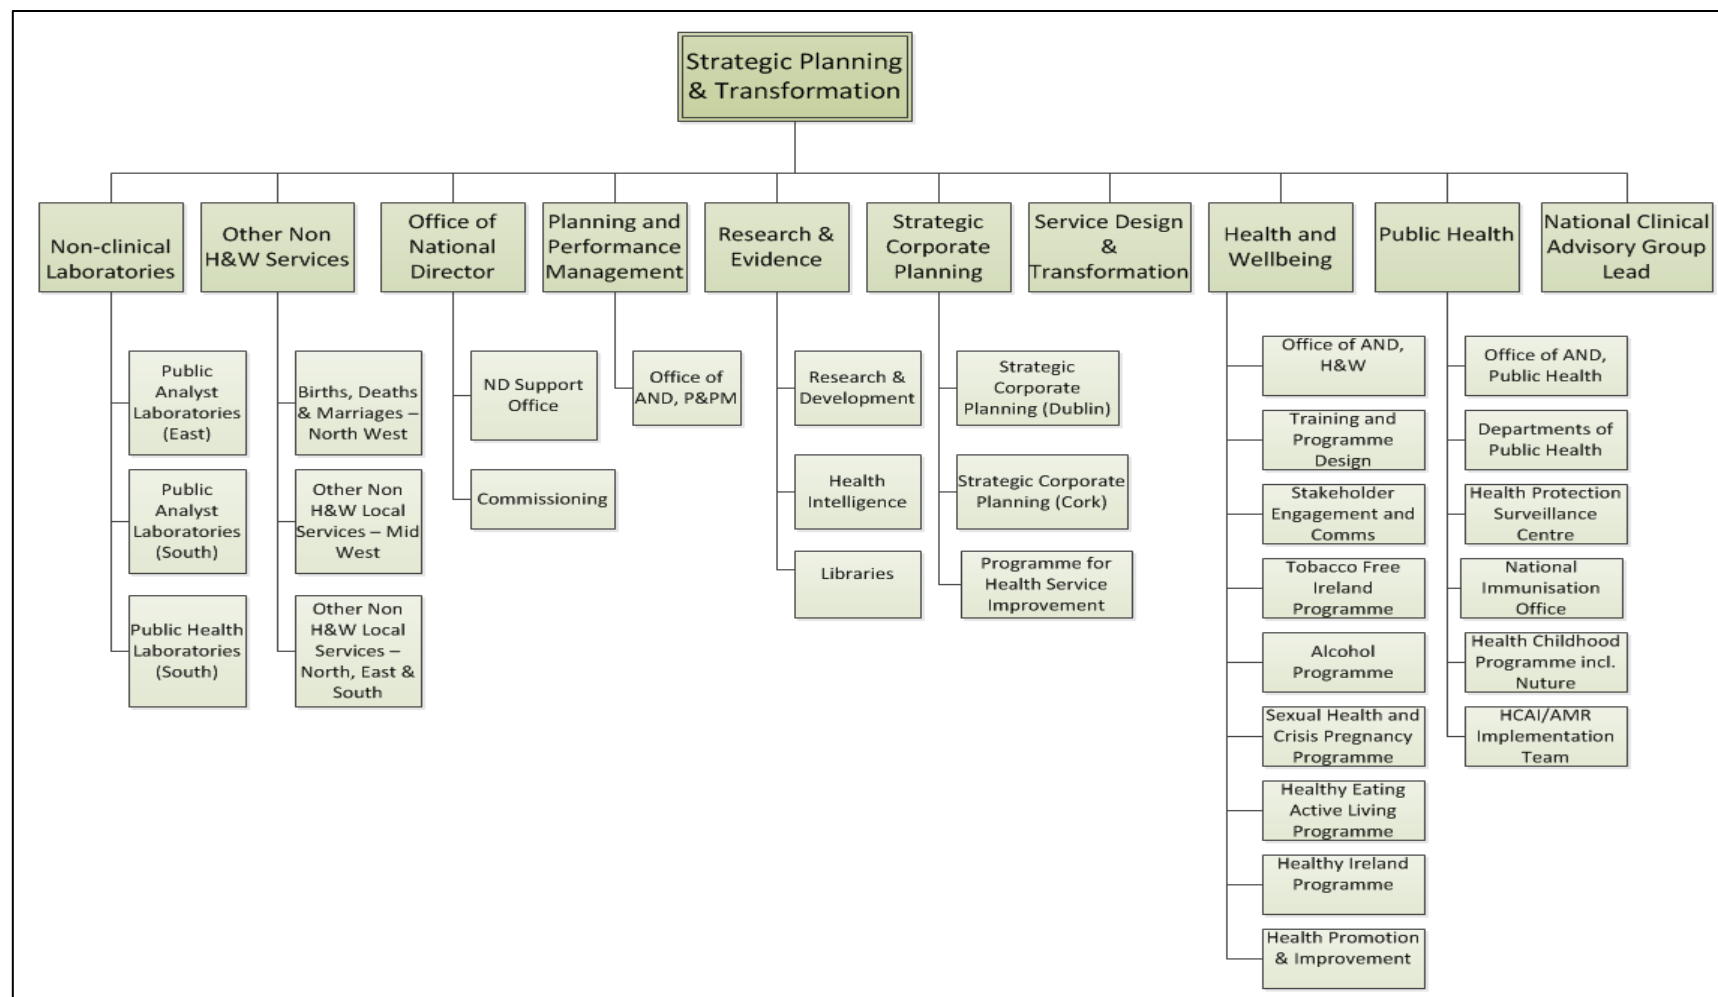 Strategic Planning
& Transformation
Non-clinical
Laboratories
Other Non
H&W Services
Office of
National
Director
Planning and
Performance
Management
Research &
Evidence
Strategic
Corporate
Planning
Service Design
&
Transformation
Health and
Wellbeing
Public Health
National Clinical
Advisory Group
Lead
Public
Analyst
Laboratories
(East)
Public
Analyst
Laboratories
(South)
Public Health
Laboratories
(South)
Births, Deaths
& Marriages –
North West
Other Non
H&W Local
Services – Mid
West
Other Non
H&W Local
Services –
North, East &
South
ND Support
Office
Commissioning
Office of
AND, P&PM
Research &
Development
Health
Intelligence
Libraries
Strategic
Corporate
Planning (Dublin)
Strategic Corporate
Planning (Cork)
Programme for
Health Service
Improvement
Office of AND,
H&W
Training and
Programme
Design
Stakeholder
Engagement and
Comms
Tobacco Free
Ireland
Programme
Alcohol
Programme
Sexual Health and
Crisis Pregnancy
Programme
Healthy Eating
Active Living
Programme
Healthy Ireland
Programme
Health Promotion
& Improvement
Office of AND,
Public Health
Departments of
Public Health
Health Protection
Surveillance
Centre
National
Immunisation
Office
Health Childhood
Programme incl.
Nuture
HCAI/AMR
Implementation
Team